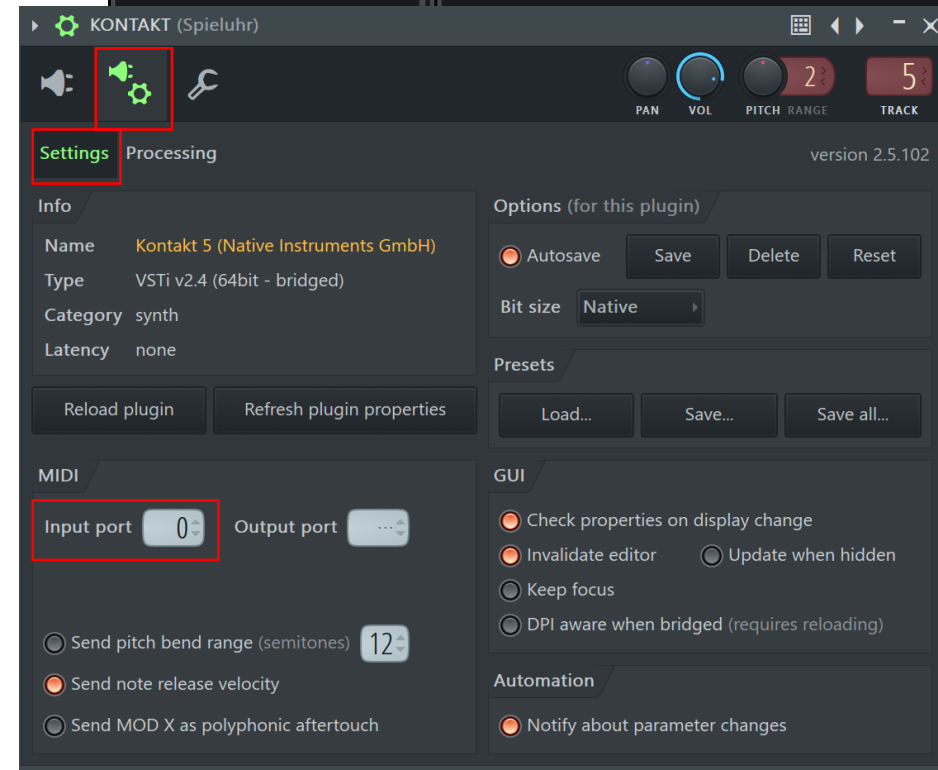 KONTAKT (Spieluhr)
2
5
PAN VOL PITCH RANGE TRACK
Settings Processing version 2.5.102
Info
Name Kontakt 5 (Native Instruments GmbH)
Type VSTi v2.4 (64bit - bridged)
Category synth
Latency none
Reload plugin Refresh plugin properties
Options (for this plugin)
Autosave Save Delete Reset
Bit size Native
Presets
Load... Save... Save all...
MIDI
Input port 0 Output port ...
Send pitch bend range (semitones) 12
Send note release velocity
Send MOD X as polyphonic aftertouch
GUI
Check properties on display change
Invalidate editor Update when hidden
Keep focus
DPI aware when bridged (requires reloading)
Automation
Notify about parameter changes